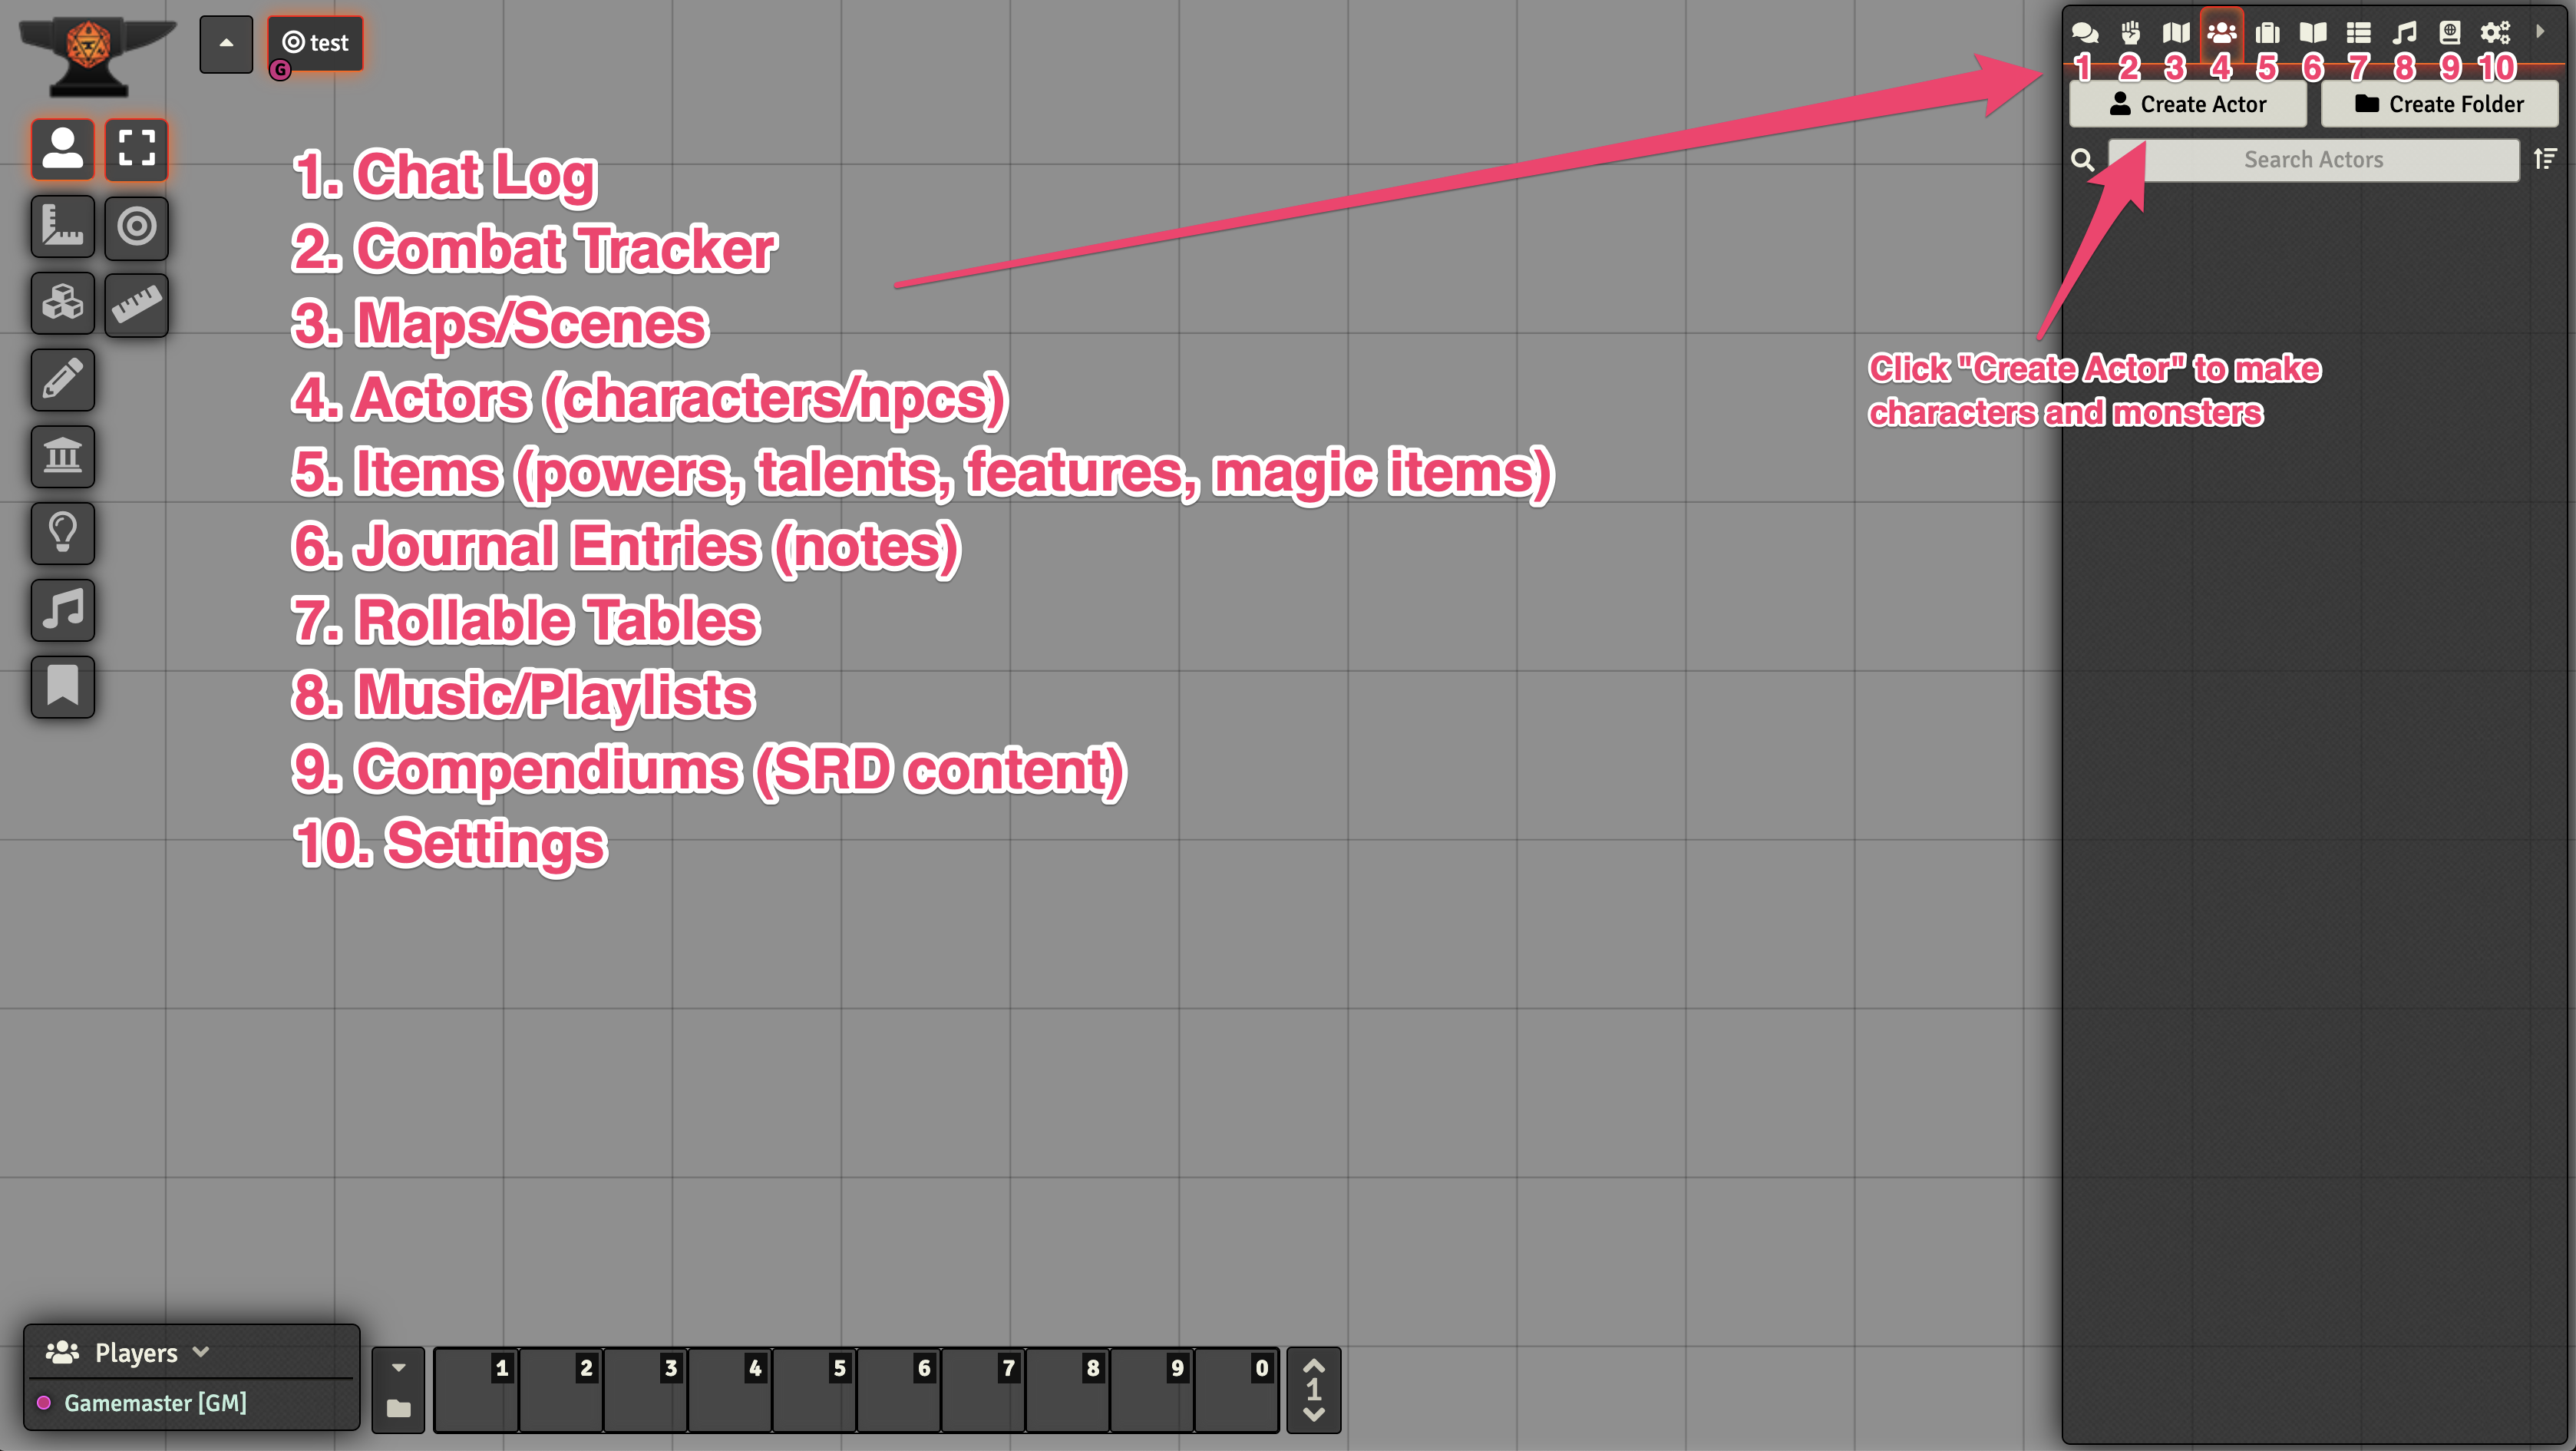 test
G
1 2 3 4 5 6 7 8 9 10
Create Actor
Create Folder
Search Actors
1. Chat Log
2. Combat Tracker
3. Maps/Scenes
4. Actors (characters/npcs)
5. Items (powers, talents, features, magic items)
6. Journal Entries (notes)
7. Rollable Tables
8. Music/Playlists
9. Compendiums (SRD content)
10. Settings
Click "Create Actor" to make
characters and monsters
Players
Gamemaster [GM]
1 2 3 4 5 6 7 8 9 0
1